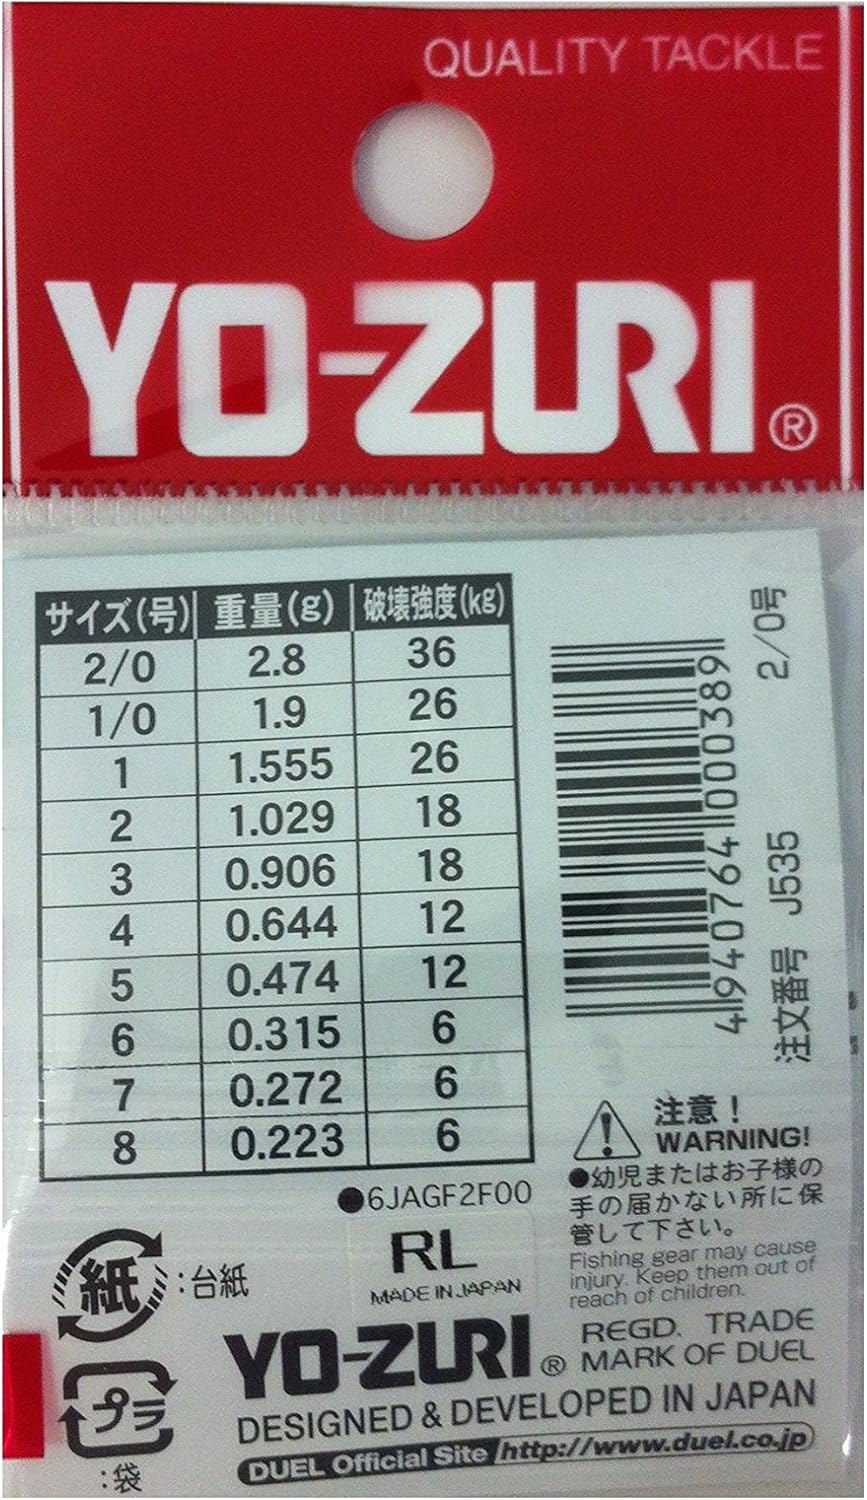 QUALITY TACKLE
YO-ZURI®
サイズ(号) 重量(g) 破壊強度(kg)
2/0 2.8 36
1/0 1.9 26
1 1.555 26
2 1.029 18
3 0.906 18
4 0.644 12
5 0.474 12
6 0.315 6
7 0.272 6
8 0.223 6
●6JAGF2F00
4940764000389
注文番号 J535 2/0号
注意!
WARNING!
●幼児またはお子様の
手の届かない所に保
管して下さい。
Fishing gear may cause
injury. Keep them out of
reach of children.
紙:台紙
プラ
:袋
RL
MADE IN JAPAN
YO-ZURI®
REGD. TRADE
MARK OF DUEL
DESIGNED & DEVELOPED IN JAPAN
DUEL Official Site http://www.duel.co.jp